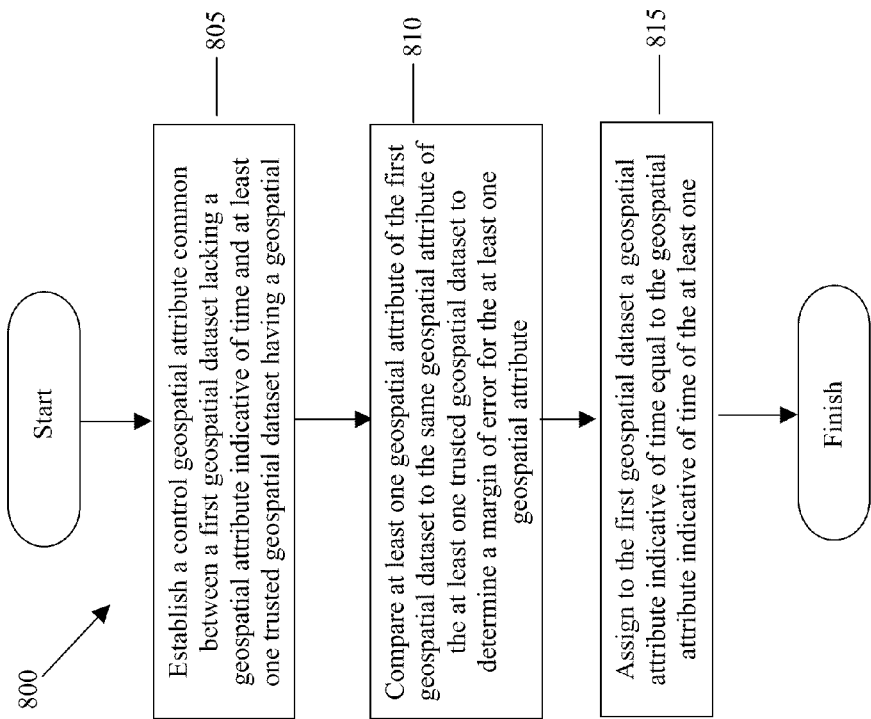 800
Start
Establish a control geospatial attribute common
between a first geospatial dataset lacking a
geospatial attribute indicative of time and at least
one trusted geospatial dataset having a geospatial
805
Compare at least one geospatial attribute of the first
geospatial dataset to the same geospatial attribute of
the at least one trusted geospatial dataset to
determine a margin of error for the at least one
geospatial attribute
810
Assign to the first geospatial dataset a geospatial
attribute indicative of time equal to the geospatial
attribute indicative of time of the at least one
815
Finish